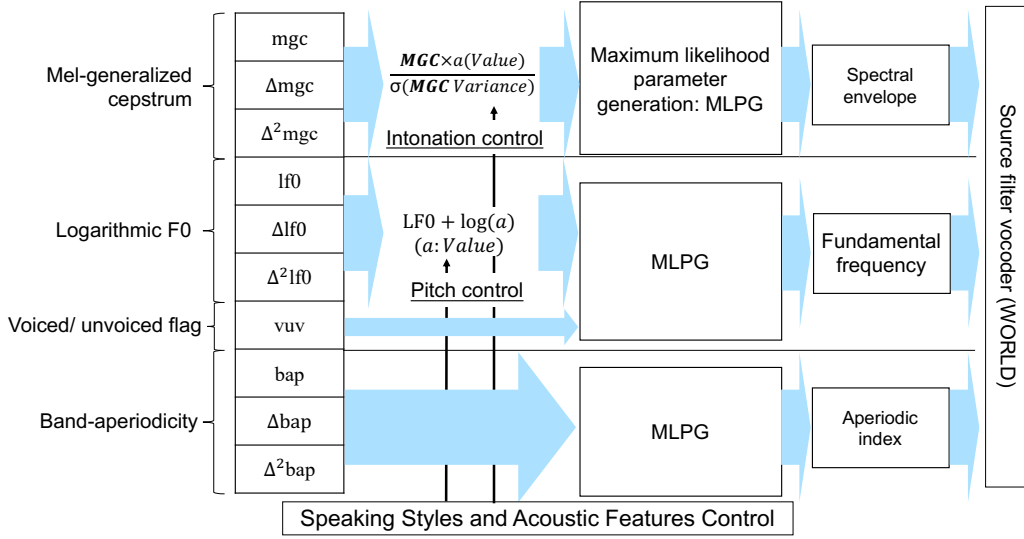 Mel-generalized
cepstrum
mgc
Δmgc
Δ²mgc
MGC×a(Value)
σ(MGC Variance)
Intonation control
Maximum likelihood
parameter
generation: MLPG
Spectral
envelope
Logarithmic F0
lf0
Δlf0
Δ²lf0
LF0 + log(a)
(a: Value)
Pitch control
MLPG
Fundamental
frequency
Voiced/ unvoiced flag
vuv
Band-aperiodicity
bap
Δbap
Δ²bap
MLPG
Aperiodic
index
Source filter vocoder (WORLD)
Speaking Styles and Acoustic Features Control